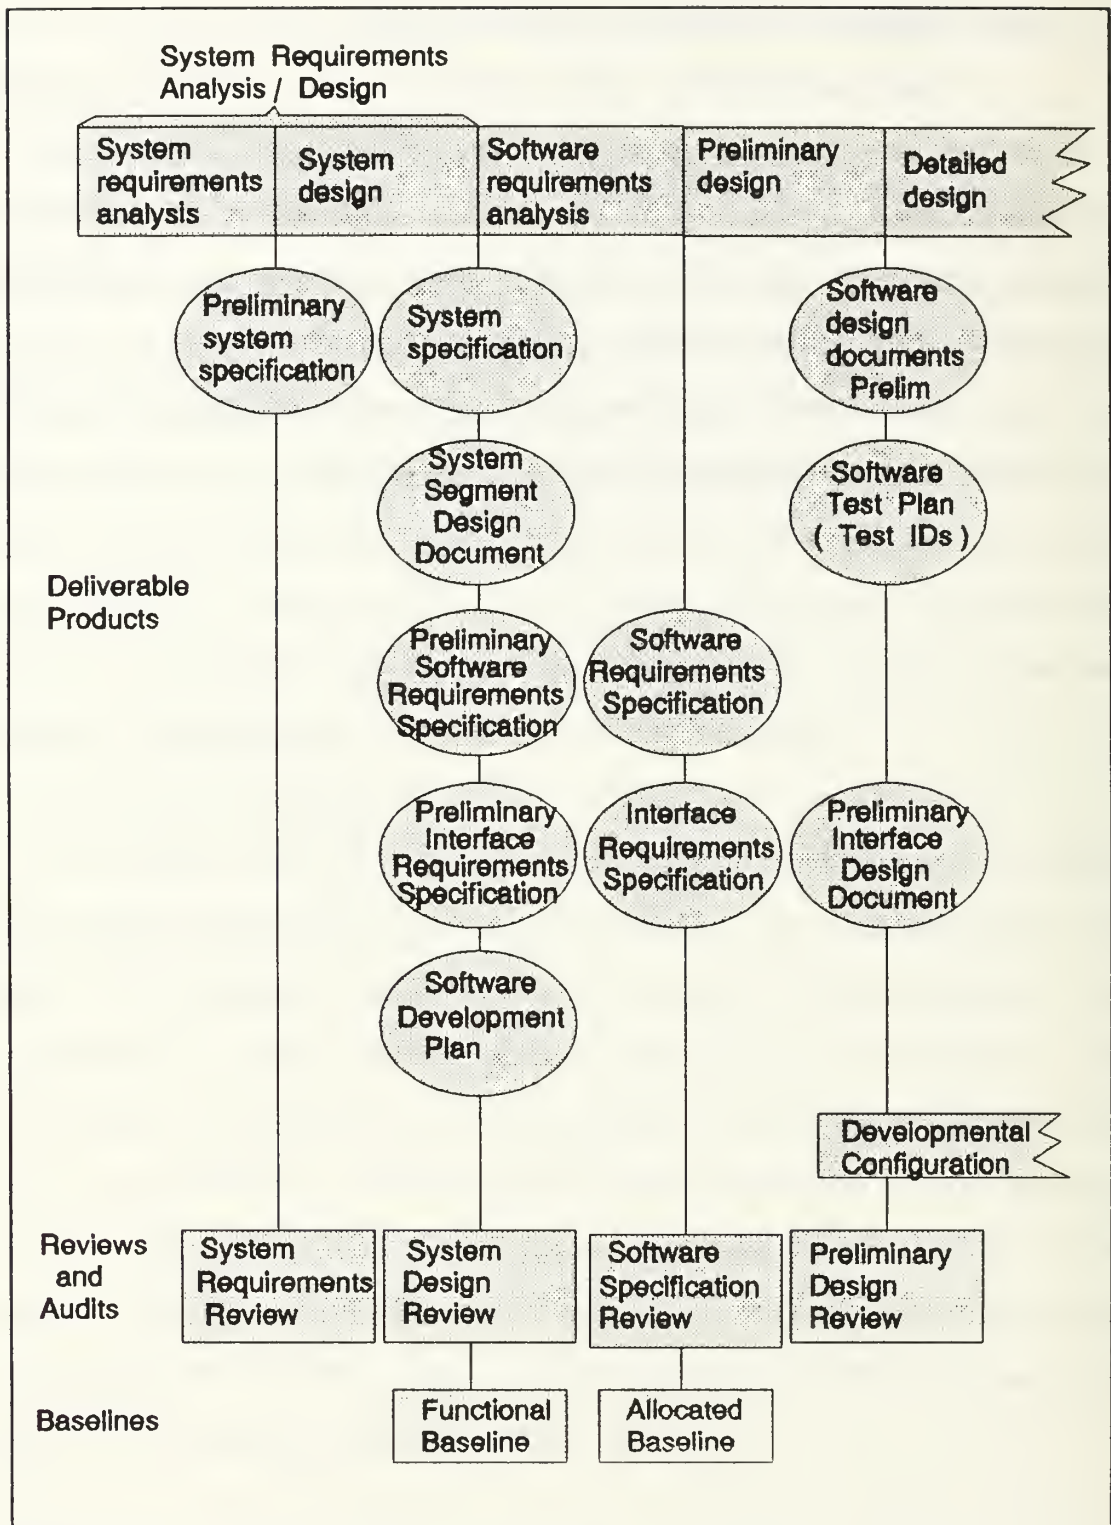 System Requirements
Analysis / Design
System
requirements
analysis
System
design
Software
requirements
analysis
Preliminary
design
Detailed
design
Preliminary
system
specification
System
specification
Software
design
documents
Prelim
System
Segment
Design
Document
Software
Test Plan
( Test IDs )
Deliverable
Products
Preliminary
Software
Requirements
Specification
Software
Requirements
Specification
Preliminary
Interface
Requirements
Specification
Interface
Requirements
Specification
Preliminary
Interface
Design
Document
Software
Development
Plan
Developmental
Configuration
Reviews
and
Audits
System
Requirements
Review
System
Design
Review
Software
Specification
Review
Preliminary
Design
Review
Baselines
Functional
Baseline
Allocated
Baseline